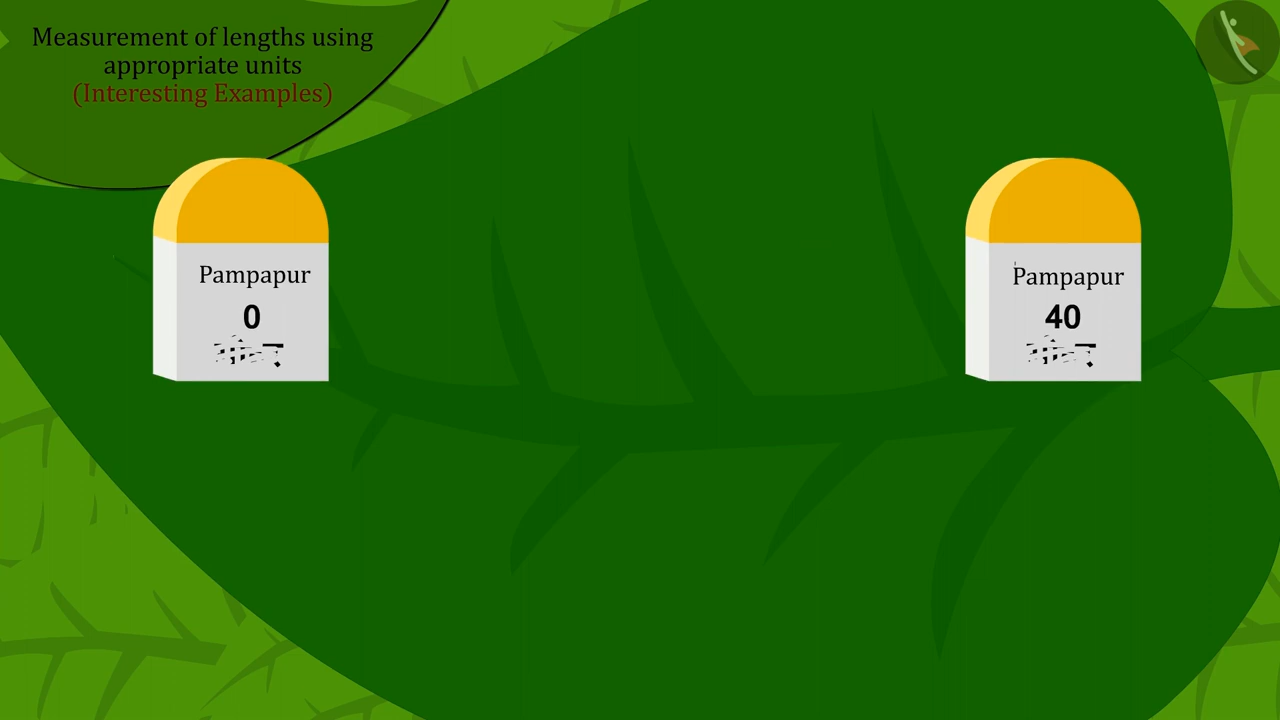 Measurement of lengths using
appropriate units
(Interesting Examples)
Pampapur
0
Pampapur
40